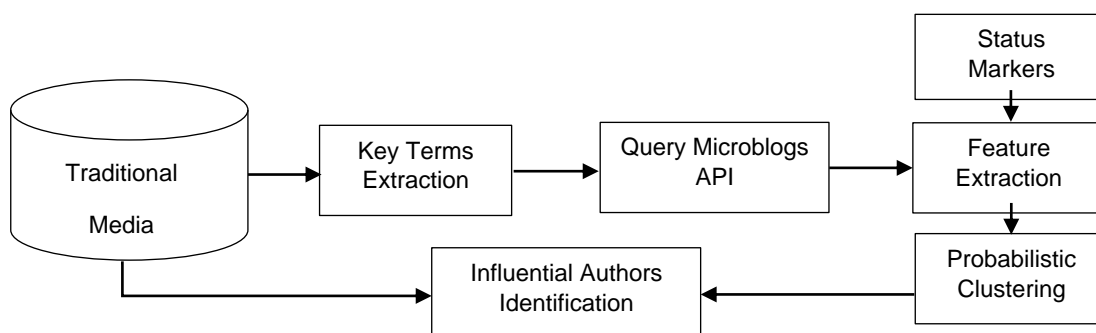 Status
Markers
Traditional
Media
Key Terms
Extraction
Query Microblogs
API
Feature
Extraction
Influential Authors
Identification
Probabilistic
Clustering